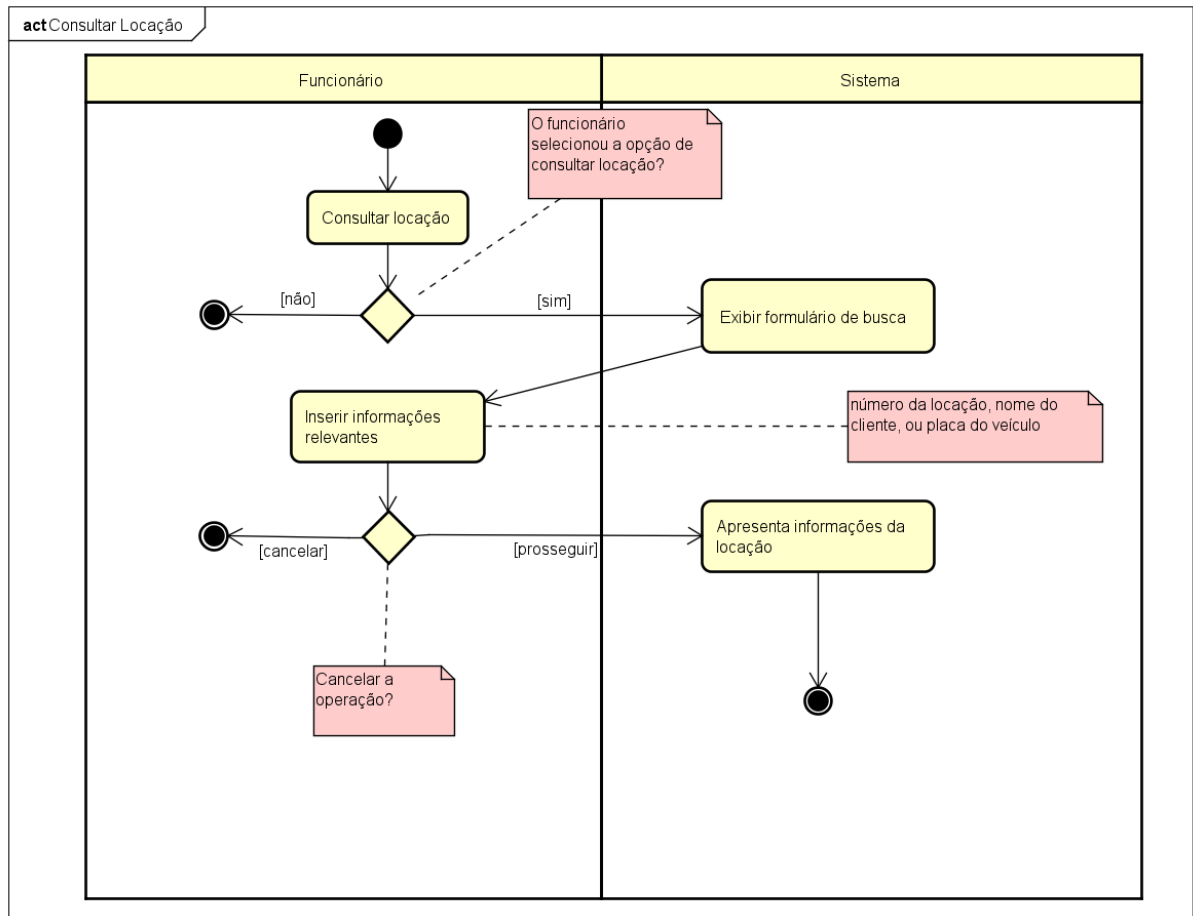 act Consultar Locação
Funcionário
Sistema
O funcionário
selecionou a opção de
consultar locação?
Consultar locação
[não]
[sim]
Exibir formulário de busca
Inserir informações
relevantes
número da locação, nome do
cliente, ou placa do veículo
[cancelar]
[prosseguir]
Apresenta informações da
locação
Cancelar a
operação?